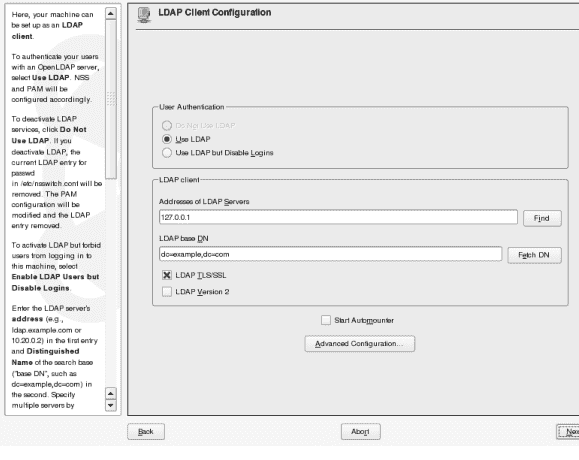 Here, your machine can
be set up as an LDAP
client.
To authenticate your users
with an OpenLDAP server,
select Use LDAP. NSS
and PAM will be
configured accordingly.
To deactivate LDAP
services, click Do Not
Use LDAP. If you
deactivate LDAP, the
current LDAP entry for
passwd
in /etc/nsswitch.conf will be
removed. The PAM
configuration will be
modified and the LDAP
entry removed.
To activate LDAP but forbid
users from logging in to
this machine, select
Enable LDAP Users but
Disable Logins.
Enter the LDAP server's
address (e.g.,
ldap.example.com or
10.20.0.2) in the first entry
and Distinguished
Name of the search base
("base DN", such as
dc=example,dc=com) in
the second. Specify
multiple servers by
LDAP Client Configuration
User Authentication
Do Not Use LDAP
Use LDAP
Use LDAP but Disable Logins
LDAP client
Addresses of LDAP Servers
127.0.0.1
Find
LDAP base DN
dc=example,dc=com
Fetch DN
LDAP TLS/SSL
LDAP Version 2
Start Automounter
Advanced Configuration...
Back
Abort
Nex